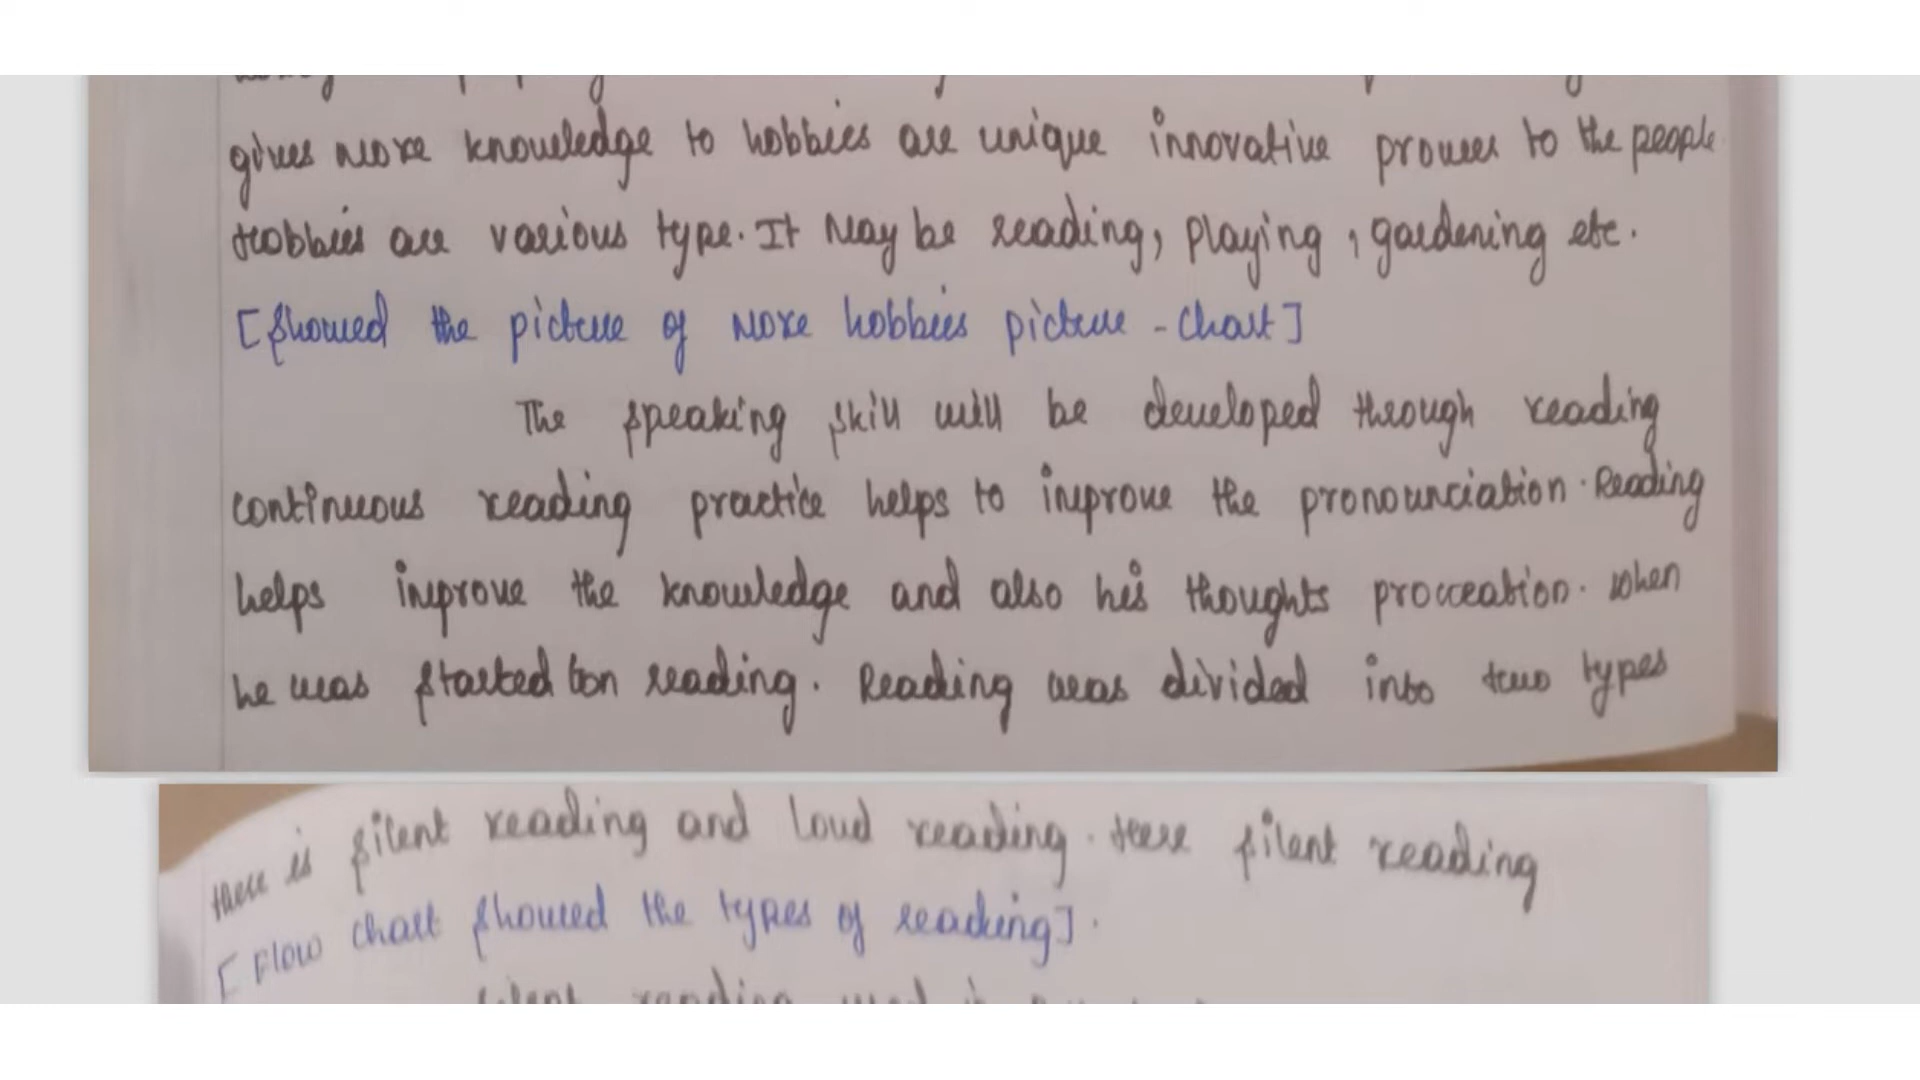 gives more knowledge to hobbies are unique innovative process to the people.
Hobbies are various type. It may be reading, playing, gardening etc.
[showed the picture of more hobbies picture - chart]
The speaking skill will be developed through reading
continuous reading practice helps to improve the pronounciation. Reading
helps improve the knowledge and also his thoughts. when
he was started reading. Reading was divided into two types
there is silent reading and loud reading. Here silent reading
[Flow chart showed the types of reading].
silent reading